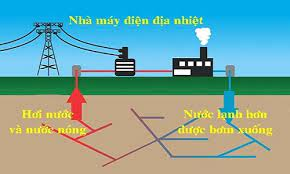 Nhà máy điện địa nhiệt
Hơi nước
và nước nóng
Nước lạnh hơn
được bơm xuống